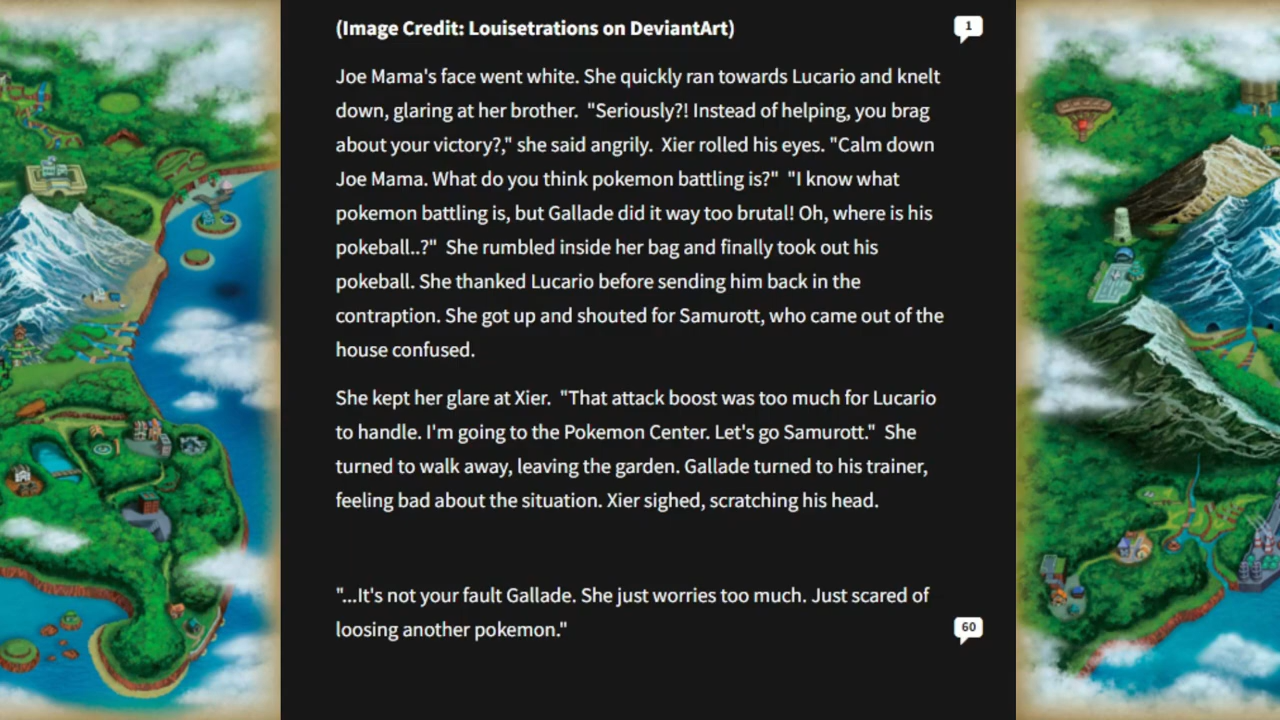 (Image Credit: Louisetrations on DeviantArt)
1
Joe Mama's face went white. She quickly ran towards Lucario and knelt
down, glaring at her brother.  "Seriously?! Instead of helping, you brag
about your victory?," she said angrily.  Xier rolled his eyes. "Calm down
Joe Mama. What do you think pokemon battling is?"  "I know what
pokemon battling is, but Gallade did it way too brutal! Oh, where is his
pokeball..?"  She rumbled inside her bag and finally took out his
pokeball. She thanked Lucario before sending him back in the
contraption. She got up and shouted for Samurott, who came out of the
house confused.
She kept her glare at Xier.  "That attack boost was too much for Lucario
to handle. I'm going to the Pokemon Center. Let's go Samurott."  She
turned to walk away, leaving the garden. Gallade turned to his trainer,
feeling bad about the situation. Xier sighed, scratching his head.
"...It's not your fault Gallade. She just worries too much. Just scared of
loosing another pokemon."
60